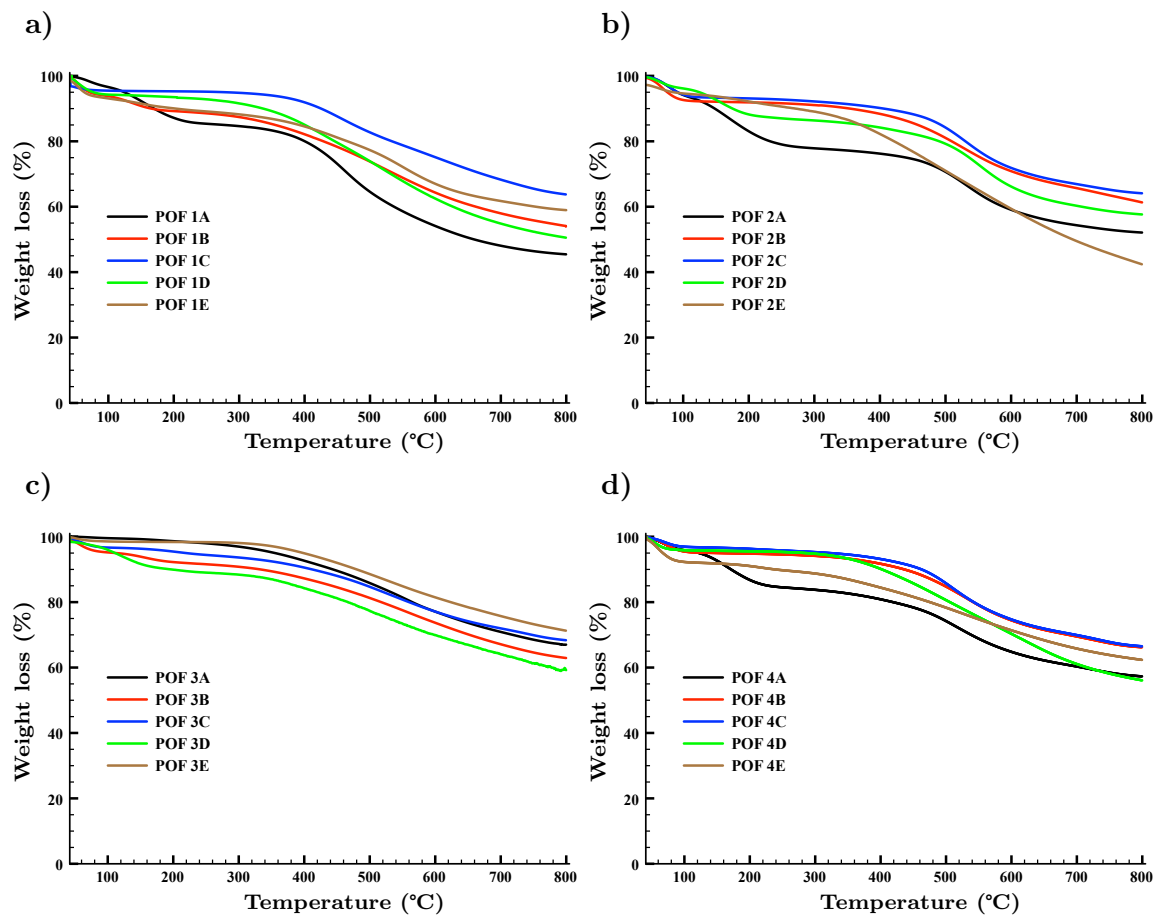 a)
Weight loss (%)
100
80
60
40
20
0
POF 1A
POF 1B
POF 1C
POF 1D
POF 1E
100 200 300 400 500 600 700 800
Temperature (°C)
b)
Weight loss (%)
100
80
60
40
20
0
POF 2A
POF 2B
POF 2C
POF 2D
POF 2E
100 200 300 400 500 600 700 800
Temperature (°C)
c)
Weight loss (%)
100
80
60
40
20
0
POF 3A
POF 3B
POF 3C
POF 3D
POF 3E
100 200 300 400 500 600 700 800
Temperature (°C)
d)
Weight loss (%)
100
80
60
40
20
0
POF 4A
POF 4B
POF 4C
POF 4D
POF 4E
100 200 300 400 500 600 700 800
Temperature (°C)